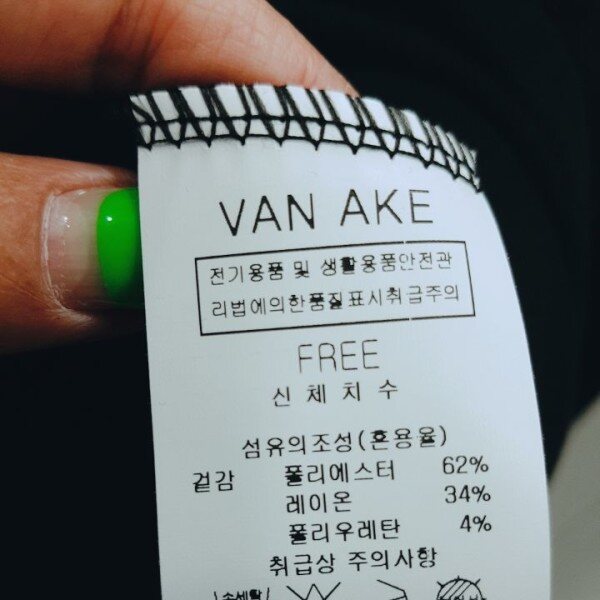 VAN AKE
전기용품 및 생활용품안전관
리법에의한품질표시취급주의
FREE
신체치수
섬유의조성(혼용율)
겉감 폴리에스터 62%
레이온 34%
폴리우레탄 4%
취급상 주의사항
손세탁